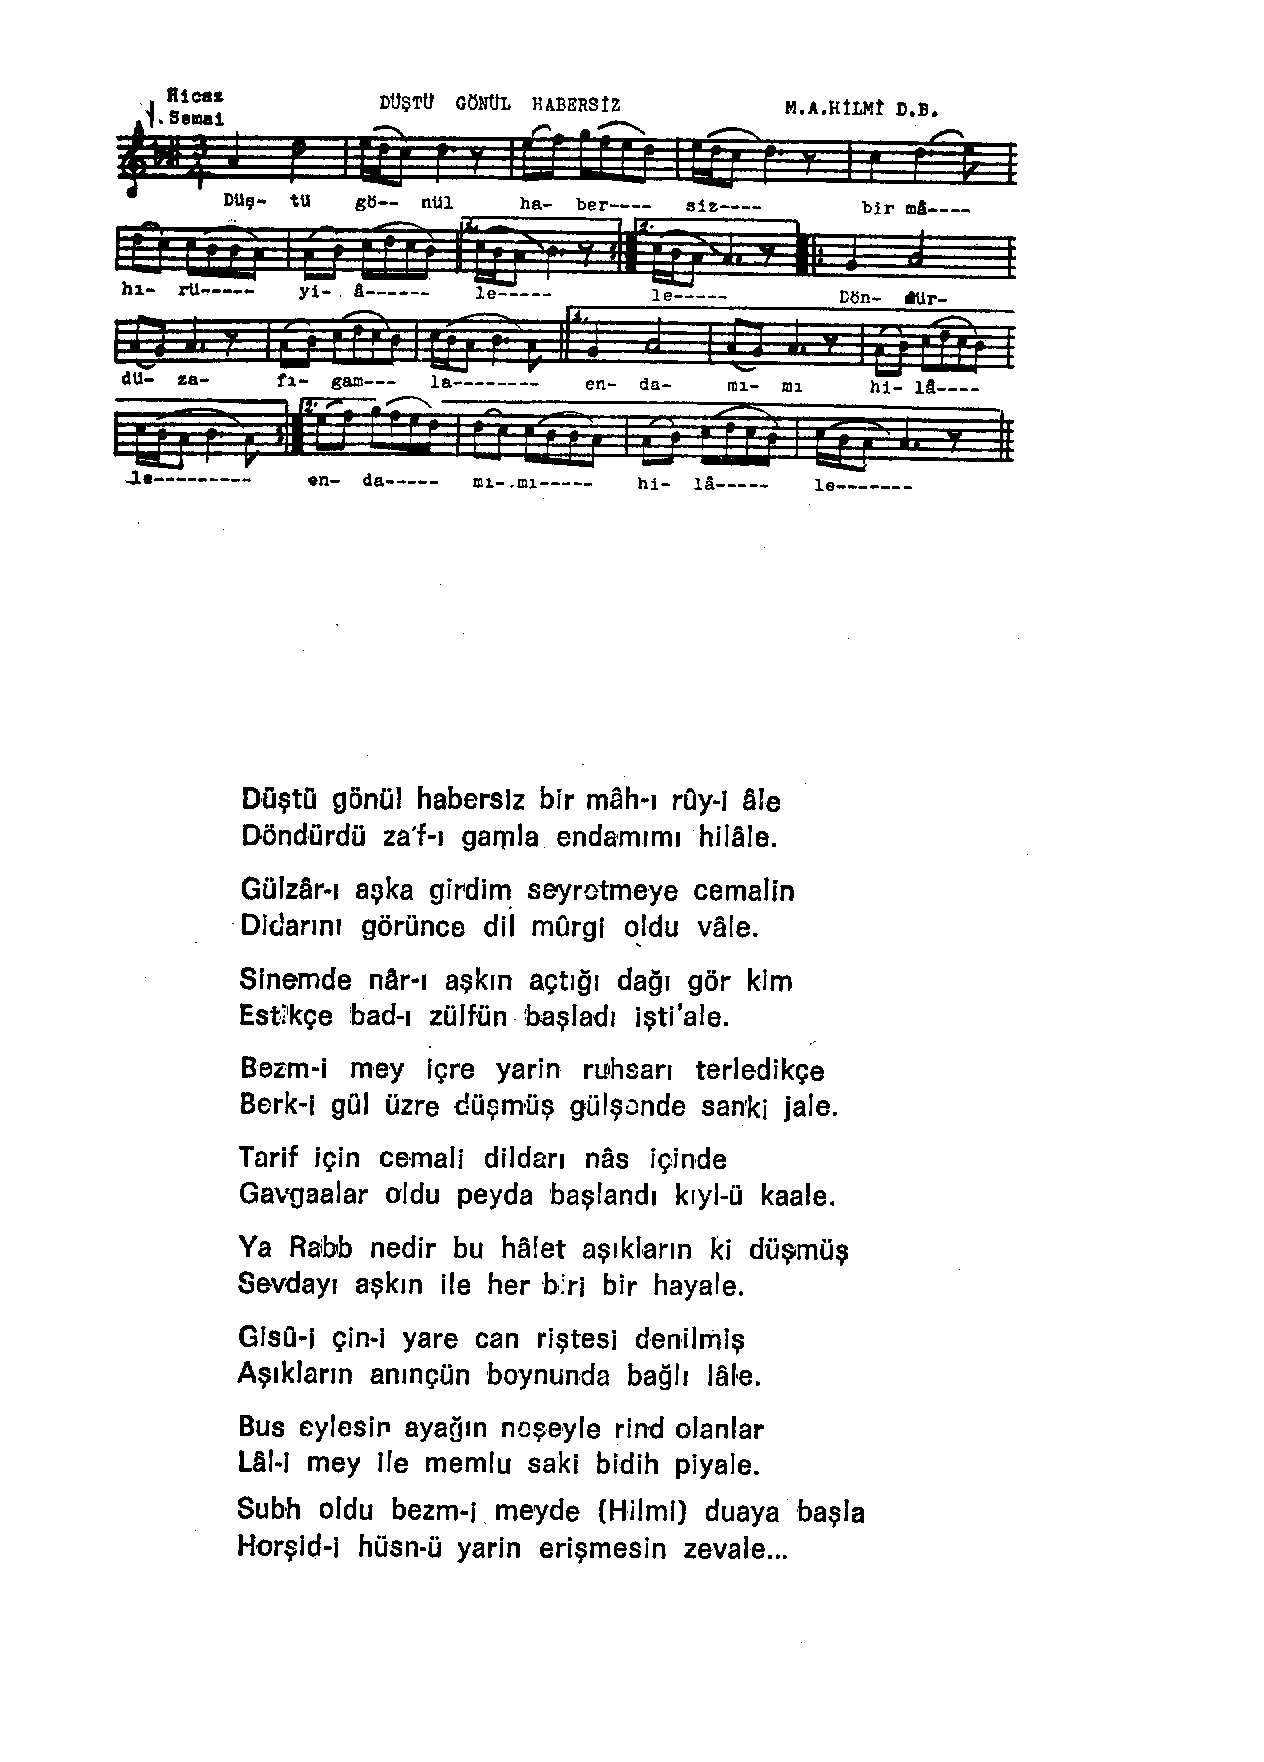 Hicaz
DÜŞTÜ GÖNÜL HABERSİZ
M.A.HİLMİ D.B.
Y. Semai
Düş- tü gö-- nül ha- ber---- siz---- bir mâ----
hı- rü----- yi- â------ le----- le----- Dön- dür-
dü- za- fı- gam--- la-------- en- da- mı- mı hi- lâ----
le--------- en- da----- mı-.mı----- hi- lâ----- le-------
Düştü gönül habersiz bir mâh-ı rûy-i âle
Döndürdü za'f-ı gamla endamımı hilâle.
Gülzâr-ı aşka girdim seyretmeye cemalin
Didarını görünce dil mûrgi oldu vâle.
Sinemde nâr-ı aşkın açtığı dağı gör kim
Estikçe bad-ı zülfün başladı işti'ale.
Bezm-i mey içre yarin ruhsarı terledikçe
Berk-i gül üzre düşmüş gülşende sanki jale.
Tarif için cemali dildarı nâs içinde
Gavgaalar oldu peyda başlandı kıyl-ü kaale.
Ya Rabb nedir bu hâlet aşıkların ki düşmüş
Sevdayı aşkın ile her biri bir hayale.
Gisû-i çin-i yare can riştesi denilmiş
Aşıkların anınçün boynunda bağlı lâle.
Bus eylesin ayağın neşeyle rind olanlar
Lâl-i mey ile memlu saki bidih piyale.
Subh oldu bezm-i meyde (Hilmi) duaya başla
Horşid-i hüsn-ü yarin erişmesin zevale...